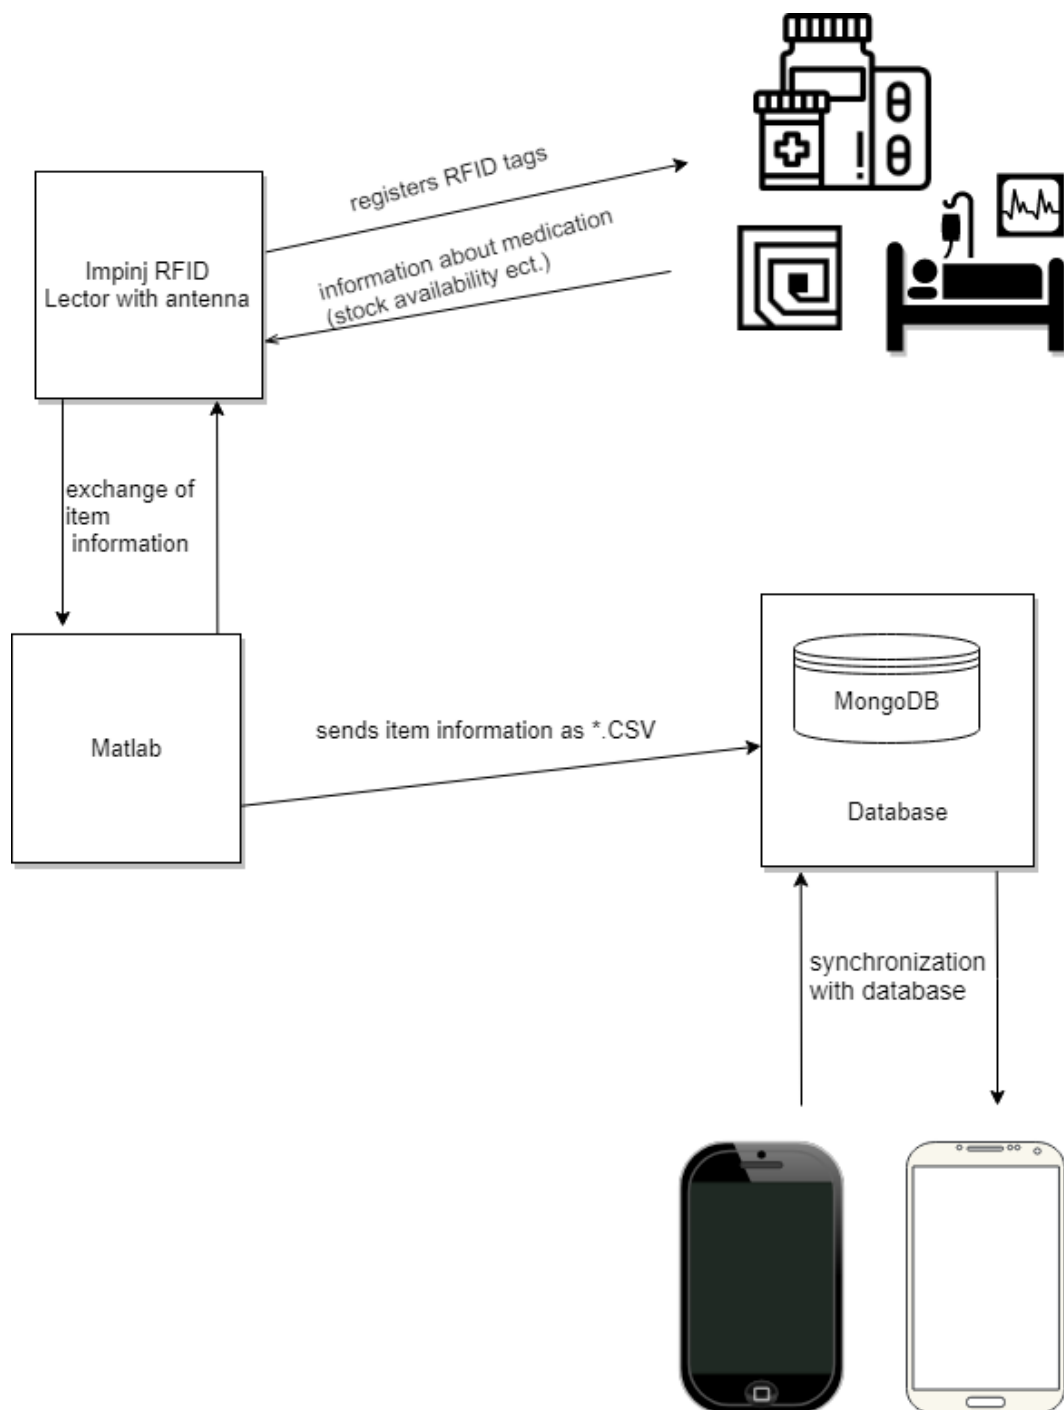 registers RFID tags
information about medication
(stock availability ect.)
Impinj RFID
Lector with antenna
exchange of
item
information
Matlab
sends item information as *.CSV
MongoDB
Database
synchronization
with database